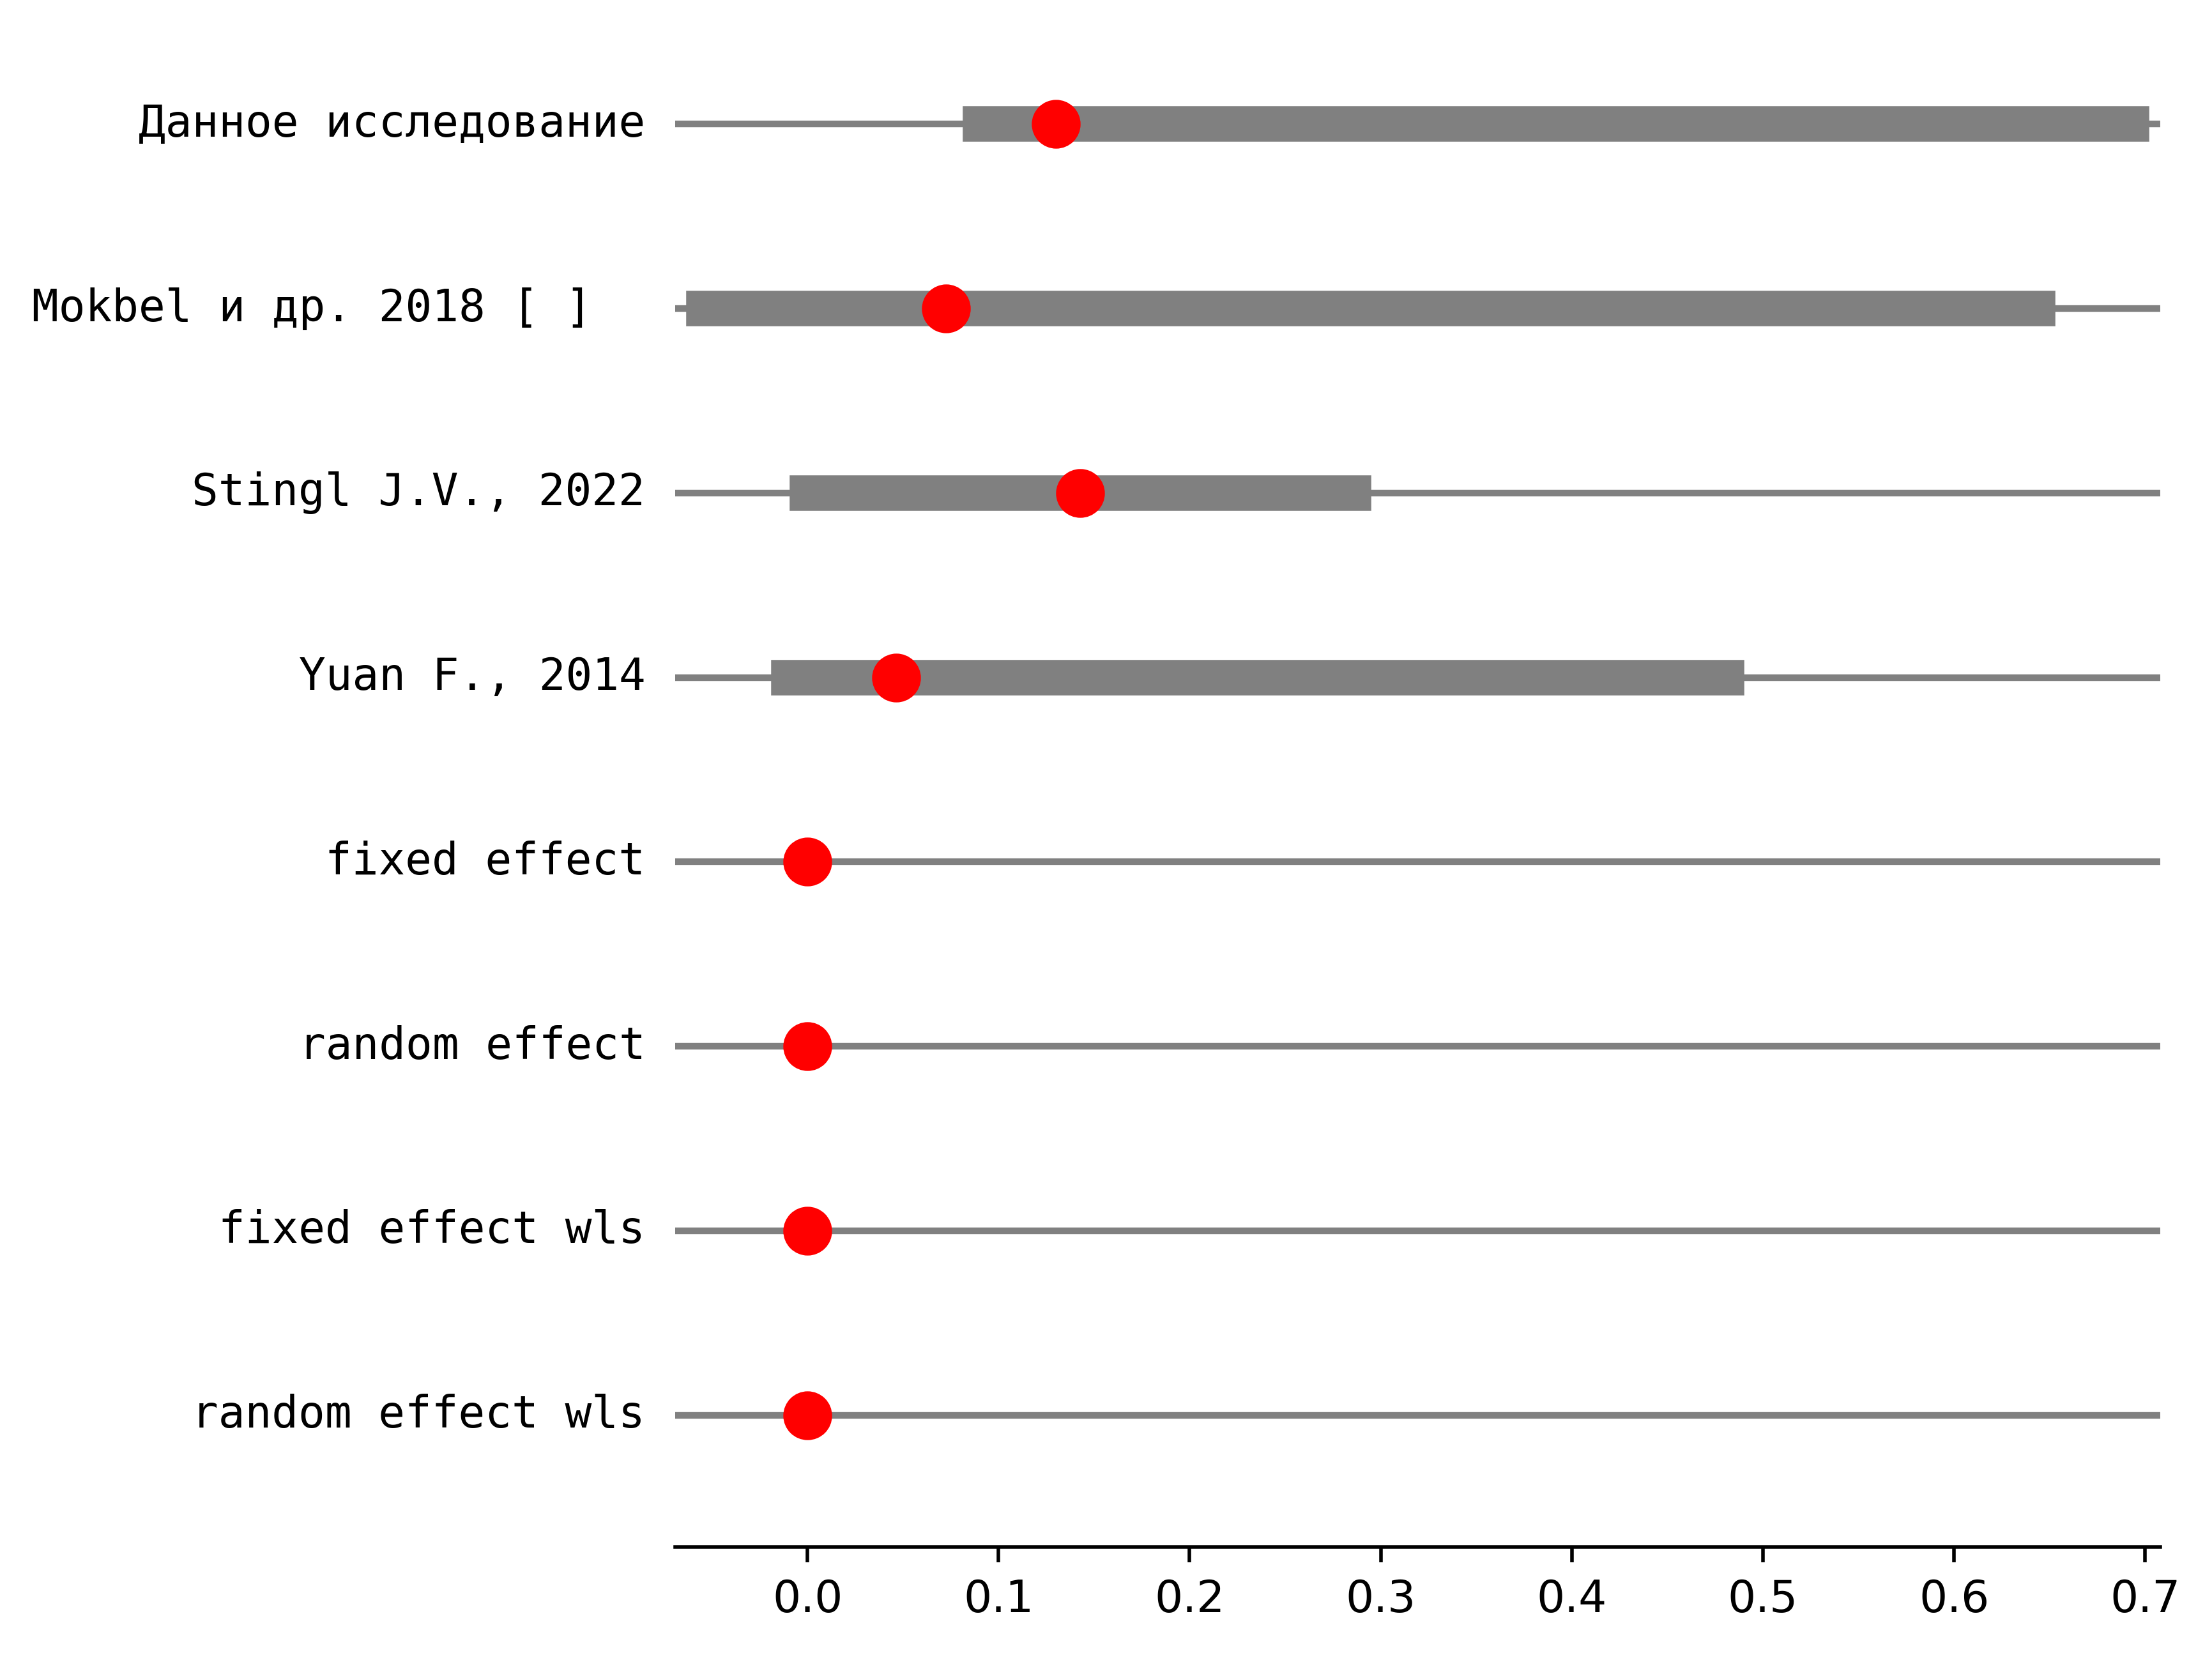 Данное исследование
Mokbel и др. 2018 [ ]
Stingl J.V., 2022
Yuan F., 2014
fixed effect
random effect
fixed effect wls
random effect wls
0.0 0.1 0.2 0.3 0.4 0.5 0.6 0.7